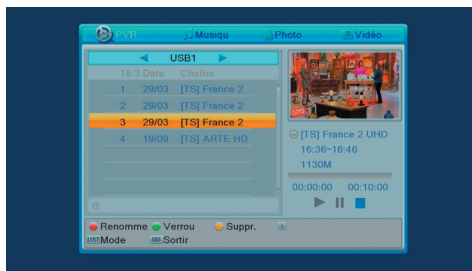 PVR Musiqu Photo Vidéo
USB1
18:3 Date Chaîne
1 29/03 [TS] France 2
2 29/03 [TS] France 2
3 29/03 [TS] France 2
4 19/09 [TS] ARTE HD
[TS] France 2 UHD
16:36~16:46
1130M
00:00:00 00:10:00
Renomme Verrou Suppr.
Mode Sortir